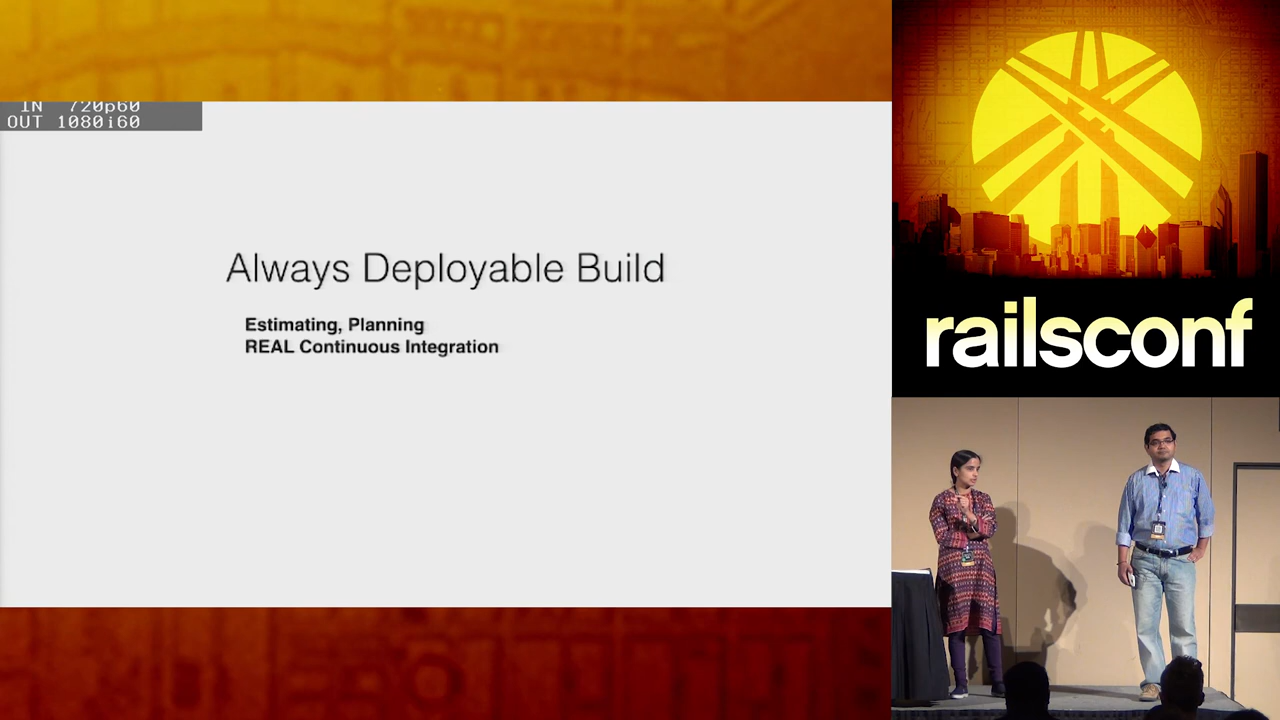 IN 720p60
OUT 1080i60
Always Deployable Build
Estimating, Planning
REAL Continuous Integration
railsconf